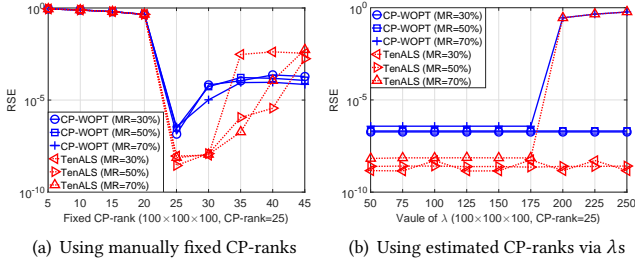 10^0
10^-5
10^-10
RSE
CP-WOPT (MR=30%)
CP-WOPT (MR=50%)
CP-WOPT (MR=70%)
TenALS (MR=30%)
TenALS (MR=50%)
TenALS (MR=70%)
5 10 15 20 25 30 35 40 45
Fixed CP-rank (100×100×100, CP-rank=25)
(a) Using manually fixed CP-ranks
10^0
10^-5
10^-10
RSE
CP-WOPT (MR=30%)
CP-WOPT (MR=50%)
CP-WOPT (MR=70%)
TenALS (MR=30%)
TenALS (MR=50%)
TenALS (MR=70%)
50 75 100 125 150 175 200 225 250
Vaule of λ (100×100×100, CP-rank=25)
(b) Using estimated CP-ranks via λs